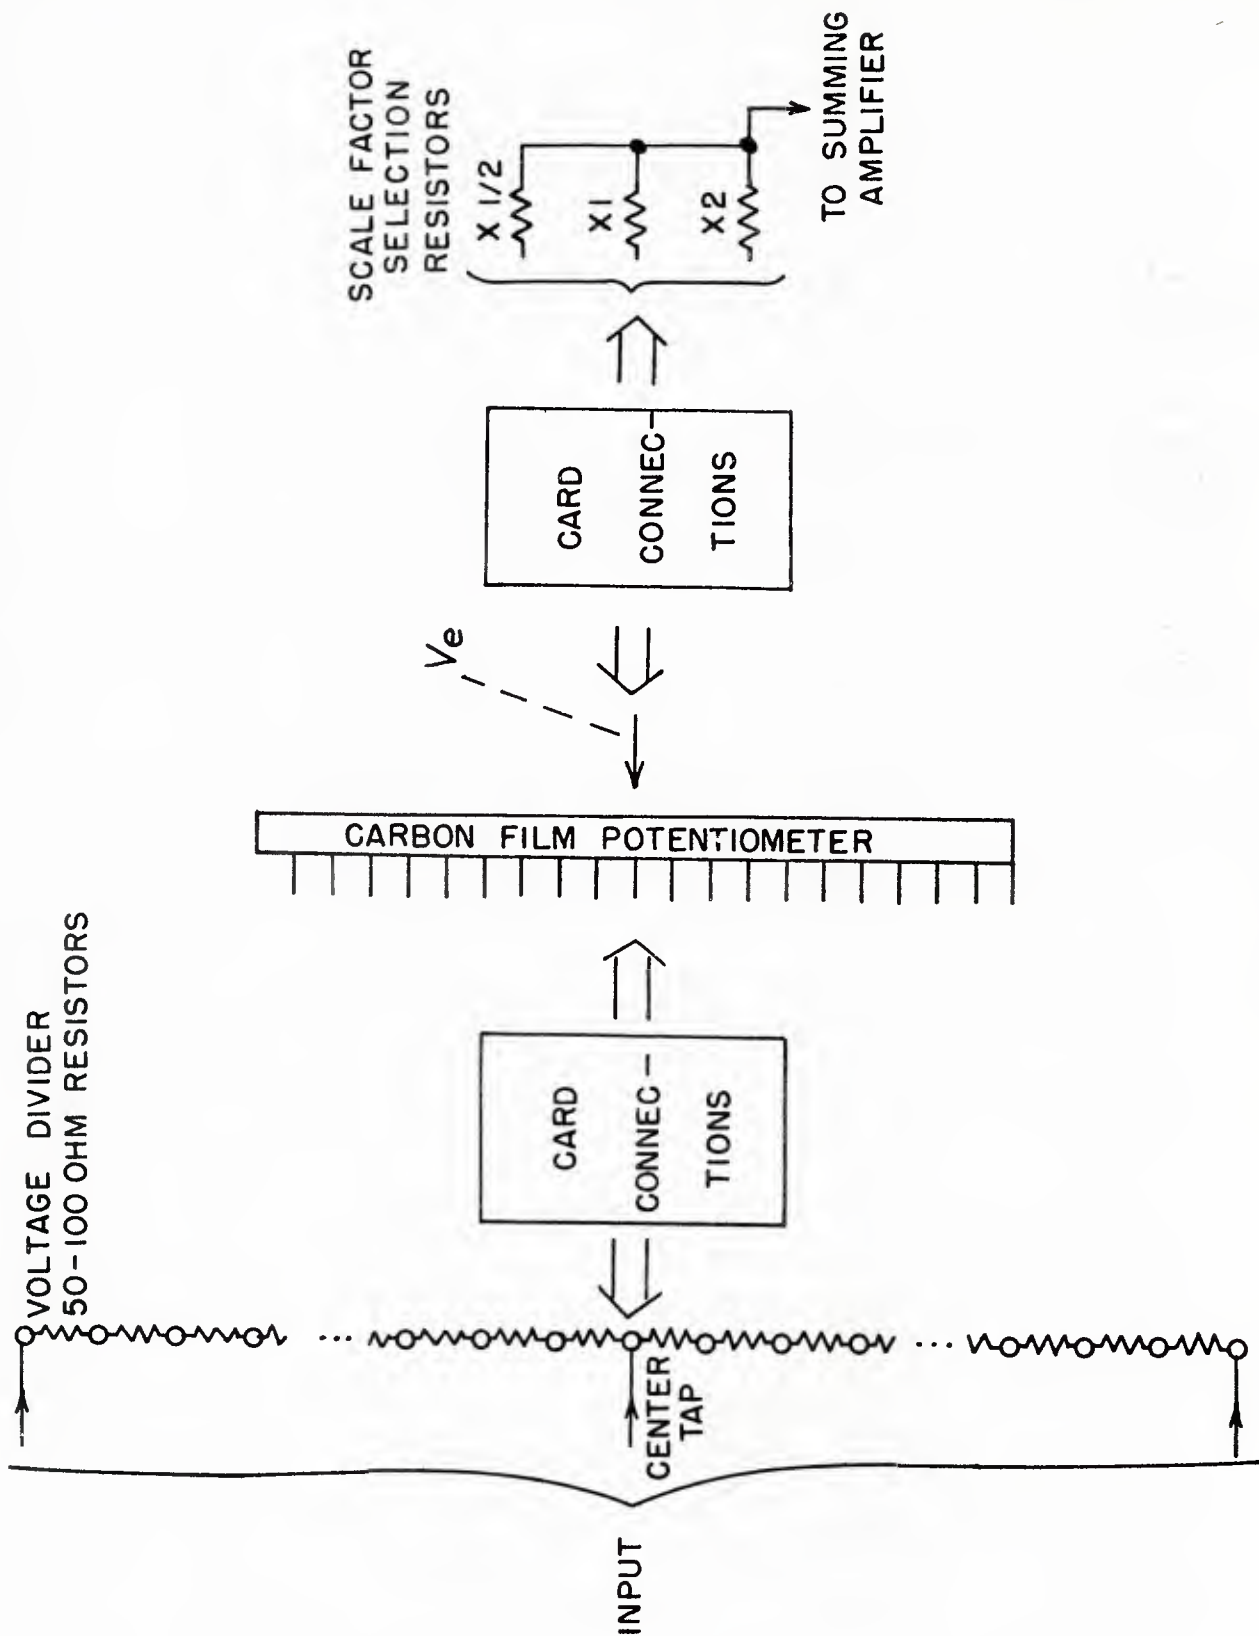 INPUT
VOLTAGE DIVIDER
50-100 OHM RESISTORS
CENTER
TAP
CARD
CONNEC-
TIONS
CARBON FILM POTENTIOMETER
Ve
CARD
CONNEC-
TIONS
SCALE FACTOR
SELECTION
RESISTORS
X 1/2
X1
X2
TO SUMMING
AMPLIFIER